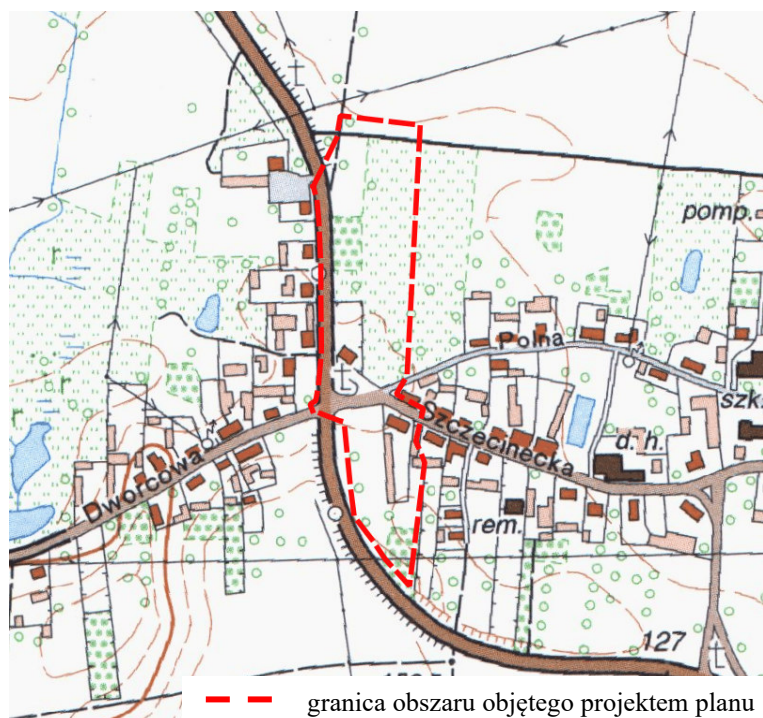 pomp.
Polna
szk.
Szczecinecka
d. h.
Dworcowa
rem.
127
granica obszaru objętego projektem planu